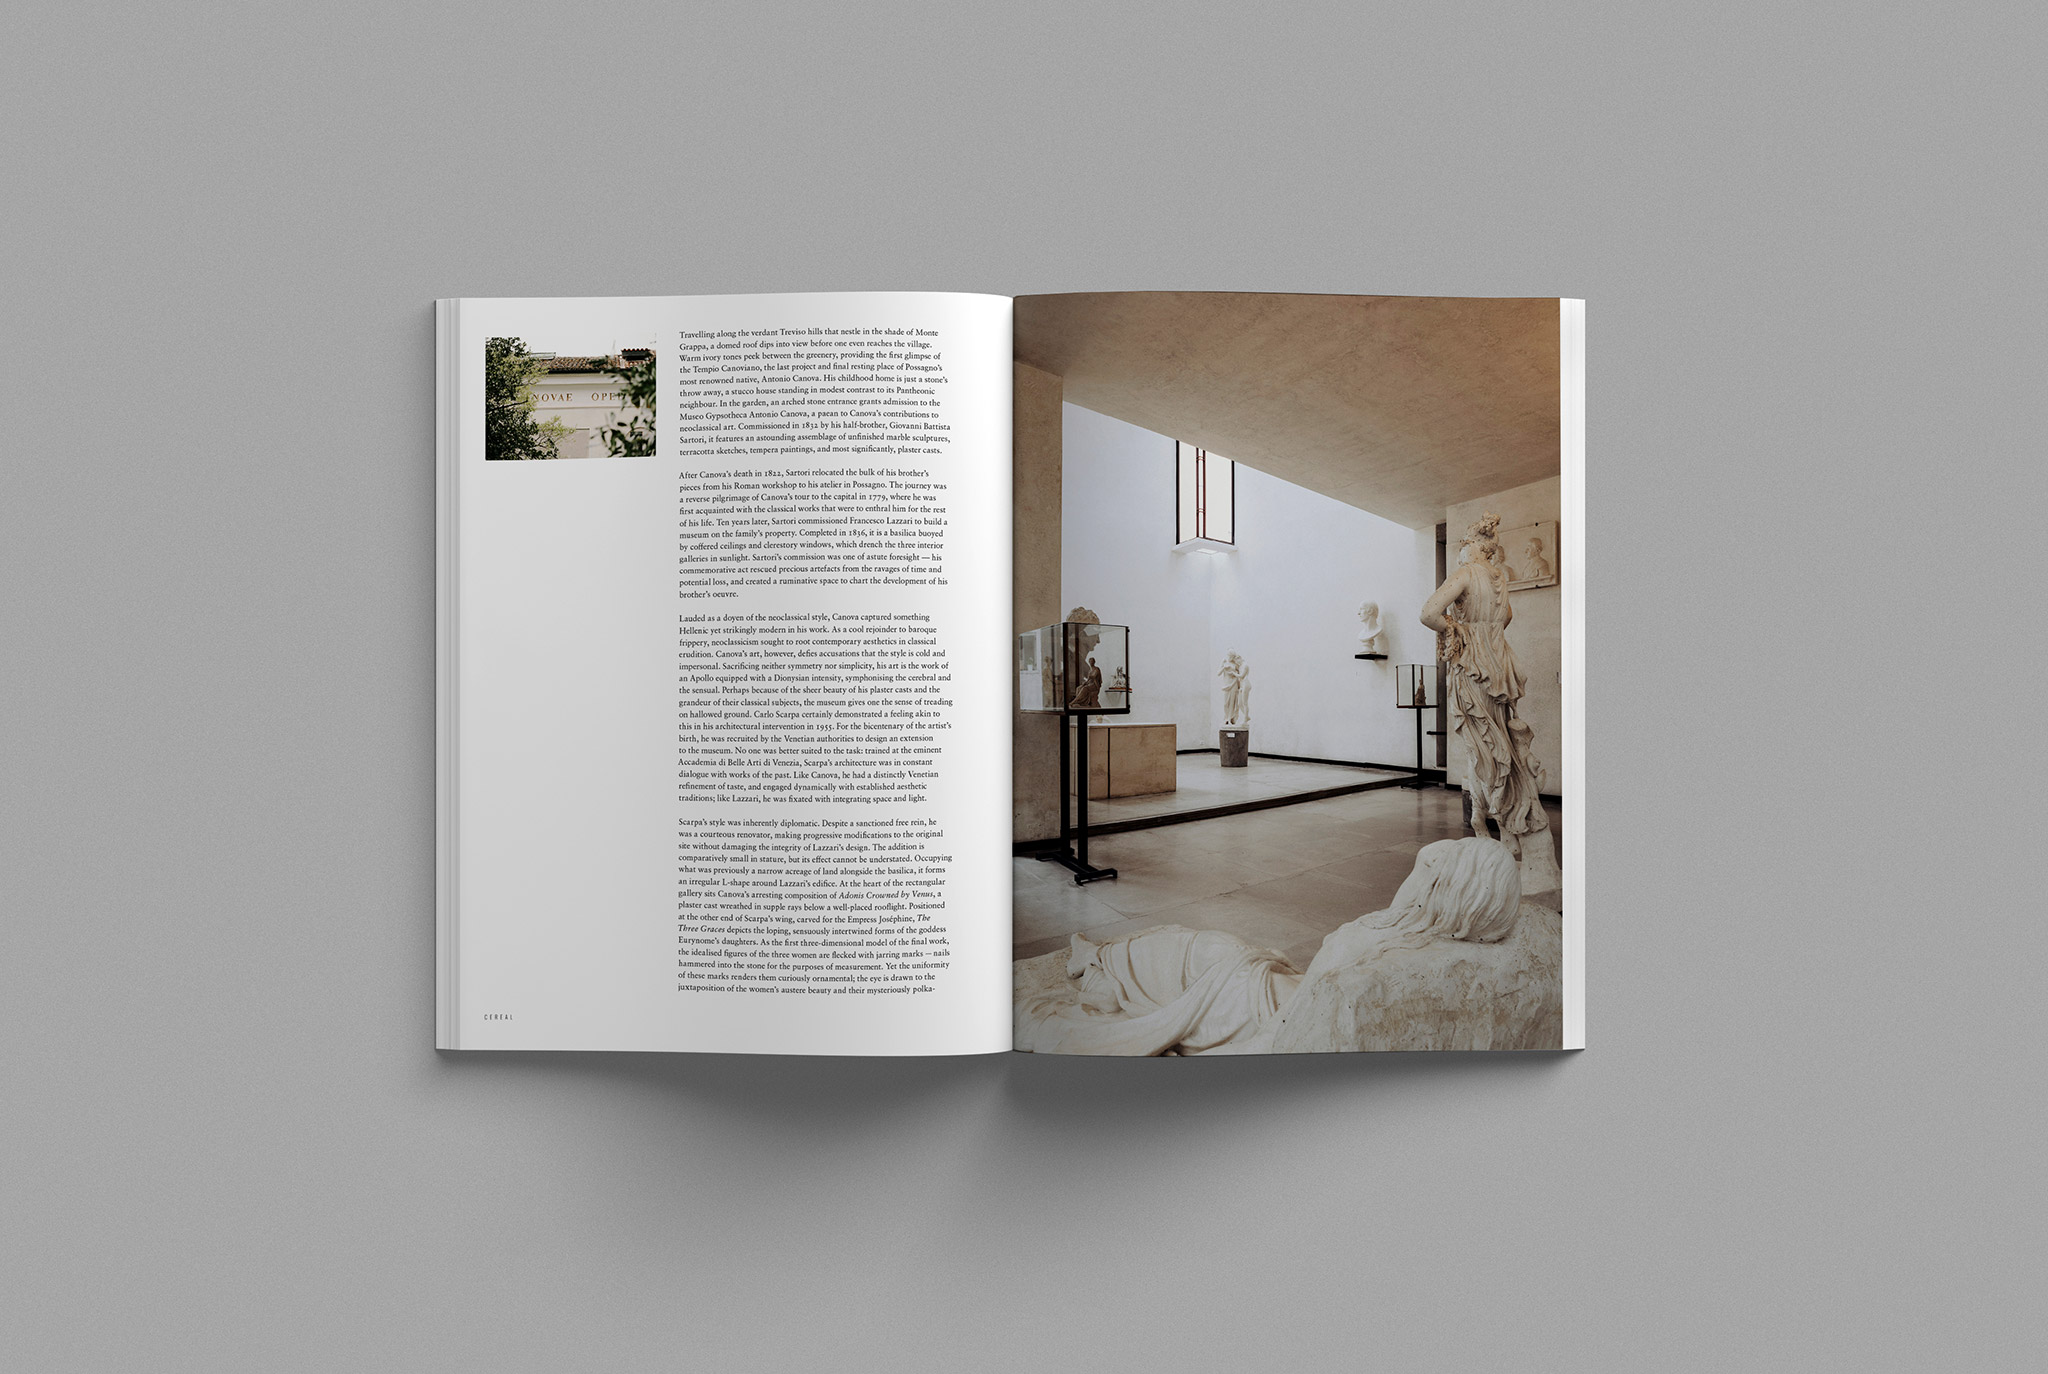 NOVAE OPE
Travelling along the verdant Treviso hills that nestle in the shade of Monte
Grappa, a domed roof dips into view before one even reaches the village.
Warm ivory tones peek between the greenery, providing the first glimpse of
the Tempio Canoviano, the last project and final resting place of Possagno's
most renowned native, Antonio Canova. His childhood home is just a stone's
throw away, a stucco house standing in modest contrast to its Pantheonic
neighbour. In the garden, an arched stone entrance grants admission to the
Museo Gypsotheca Antonio Canova, a paean to Canova's contributions to
neoclassical art. Commissioned in 1832 by his half-brother, Giovanni Battista
Sartori, it features an astounding assemblage of unfinished marble sculptures,
terracotta sketches, tempera paintings, and most significantly, plaster casts.
After Canova's death in 1822, Sartori relocated the bulk of his brother's
pieces from his Roman workshop to his atelier in Possagno. The journey was
a reverse pilgrimage of Canova's tour to the capital in 1779, where he was
first acquainted with the classical works that were to enthral him for the rest
of his life. Ten years later, Sartori commissioned Francesco Lazzari to build a
museum on the family's property. Completed in 1836, it is a basilica buoyed
by coffered ceilings and clerestory windows, which drench the three interior
galleries in sunlight. Sartori's commission was one of astute foresight — his
commemorative act rescued precious artefacts from the ravages of time and
potential loss, and created a ruminative space to chart the development of his
brother's oeuvre.
Lauded as a doyen of the neoclassical style, Canova captured something
Hellenic yet strikingly modern in his work. As a cool rejoinder to baroque
frippery, neoclassicism sought to root contemporary aesthetics in classical
erudition. Canova's art, however, defies accusations that the style is cold and
impersonal. Sacrificing neither symmetry nor simplicity, his art is the work of
an Apollo equipped with a Dionysian intensity, symphonising the cerebral and
the sensual. Perhaps because of the sheer beauty of his plaster casts and the
grandeur of their classical subjects, the museum gives one the sense of treading
on hallowed ground. Carlo Scarpa certainly demonstrated a feeling akin to
this in his architectural intervention in 1955. For the bicentenary of the artist's
birth, he was recruited by the Venetian authorities to design an extension
to the museum. No one was better suited to the task: trained at the eminent
Accademia di Belle Arti di Venezia, Scarpa's architecture was in constant
dialogue with works of the past. Like Canova, he had a distinctly Venetian
refinement of taste, and engaged dynamically with established aesthetic
traditions; like Lazzari, he was fixated with integrating space and light.
Scarpa's style was inherently diplomatic. Despite a sanctioned free rein, he
was a courteous renovator, making progressive modifications to the original
site without damaging the integrity of Lazzari's design. The addition is
comparatively small in stature, but its effect cannot be understated. Occupying
what was previously a narrow acreage of land alongside the basilica, it forms
an irregular L-shape around Lazzari's edifice. At the heart of the rectangular
gallery sits Canova's arresting composition of Adonis Crowned by Venus, a
plaster cast wreathed in supple rays below a well-placed rooflight. Positioned
at the other end of Scarpa's wing, carved for the Empress Joséphine, The
Three Graces depicts the loping, sensuously intertwined forms of the goddess
Eurynome's daughters. As the first three-dimensional model of the final work,
the idealised figures of the three women are flecked with jarring marks — nails
hammered into the stone for the purposes of measurement. Yet the uniformity
of these marks renders them curiously ornamental; the eye is drawn to the
juxtaposition of the women's austere beauty and their mysteriously polka-
CEREAL